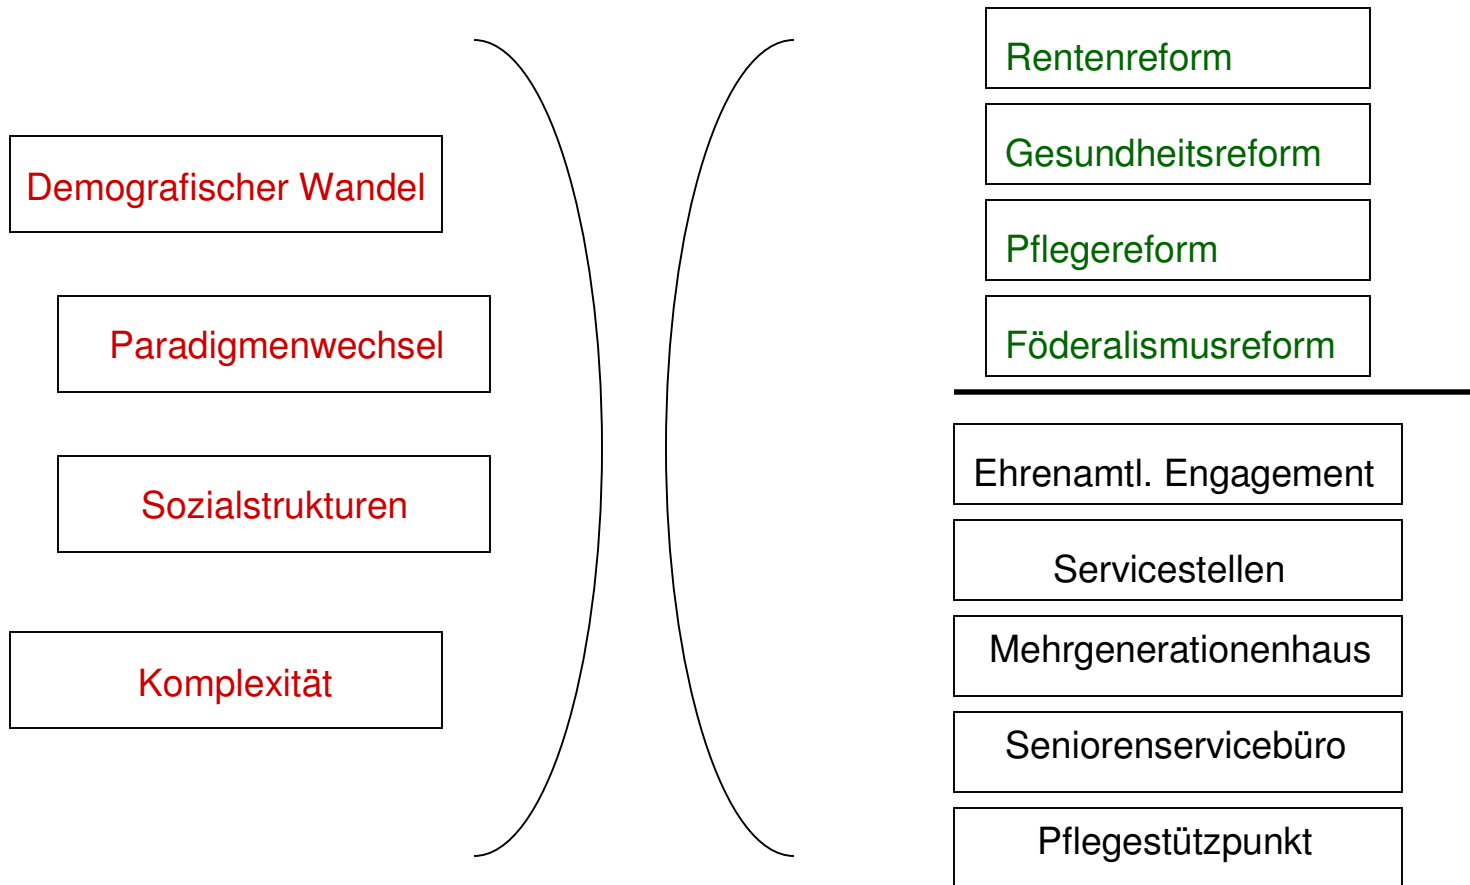 Demografischer Wandel
Paradigmenwechsel
Sozialstrukturen
Komplexität
Rentenreform
Gesundheitsreform
Pflegereform
Föderalismusreform
Ehrenamtl. Engagement
Servicestellen
Mehrgenerationenhaus
Seniorenservicebüro
Pflegestützpunkt